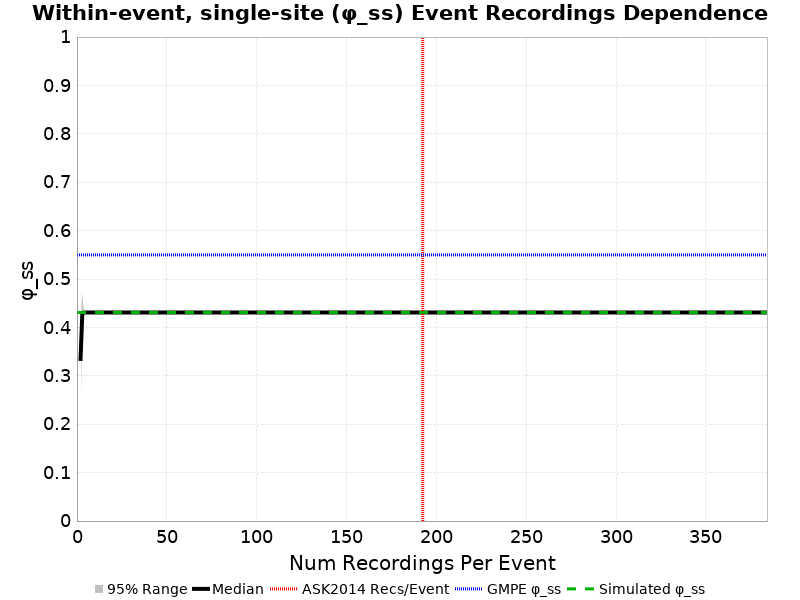 Within-event, single-site (φ_ss) Event Recordings Dependence
1
0.9
0.8
0.7
0.6
0.5
0.4
0.3
0.2
0.1
0
φ_ss
0 50 100 150 200 250 300 350
Num Recordings Per Event
95% Range Median ASK2014 Recs/Event GMPE φ_ss Simulated φ_ss